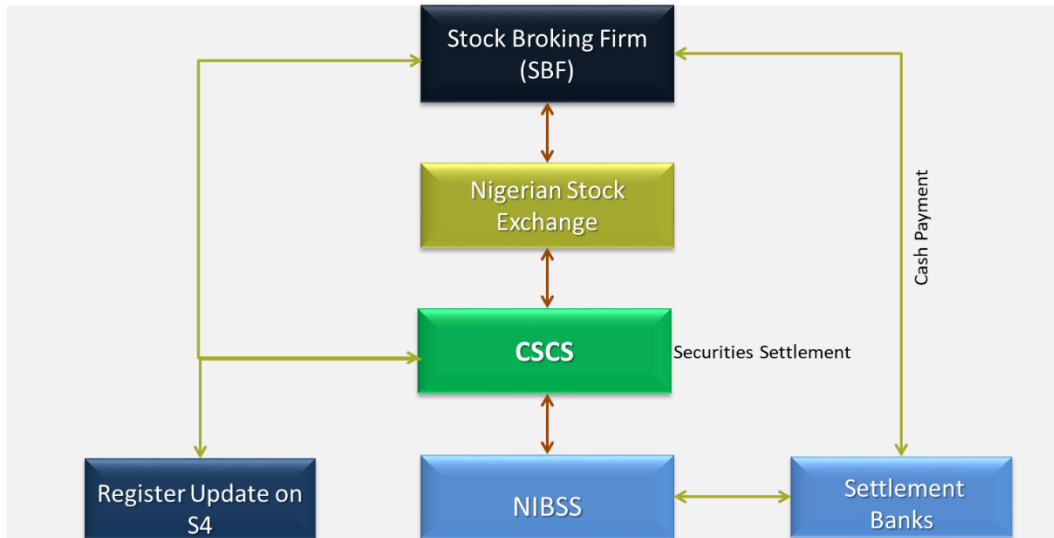 Stock Broking Firm
(SBF)
Nigerian Stock
Exchange
Cash Payment
CSCS
Securities Settlement
Register Update on
S4
NIBSS
Settlement
Banks